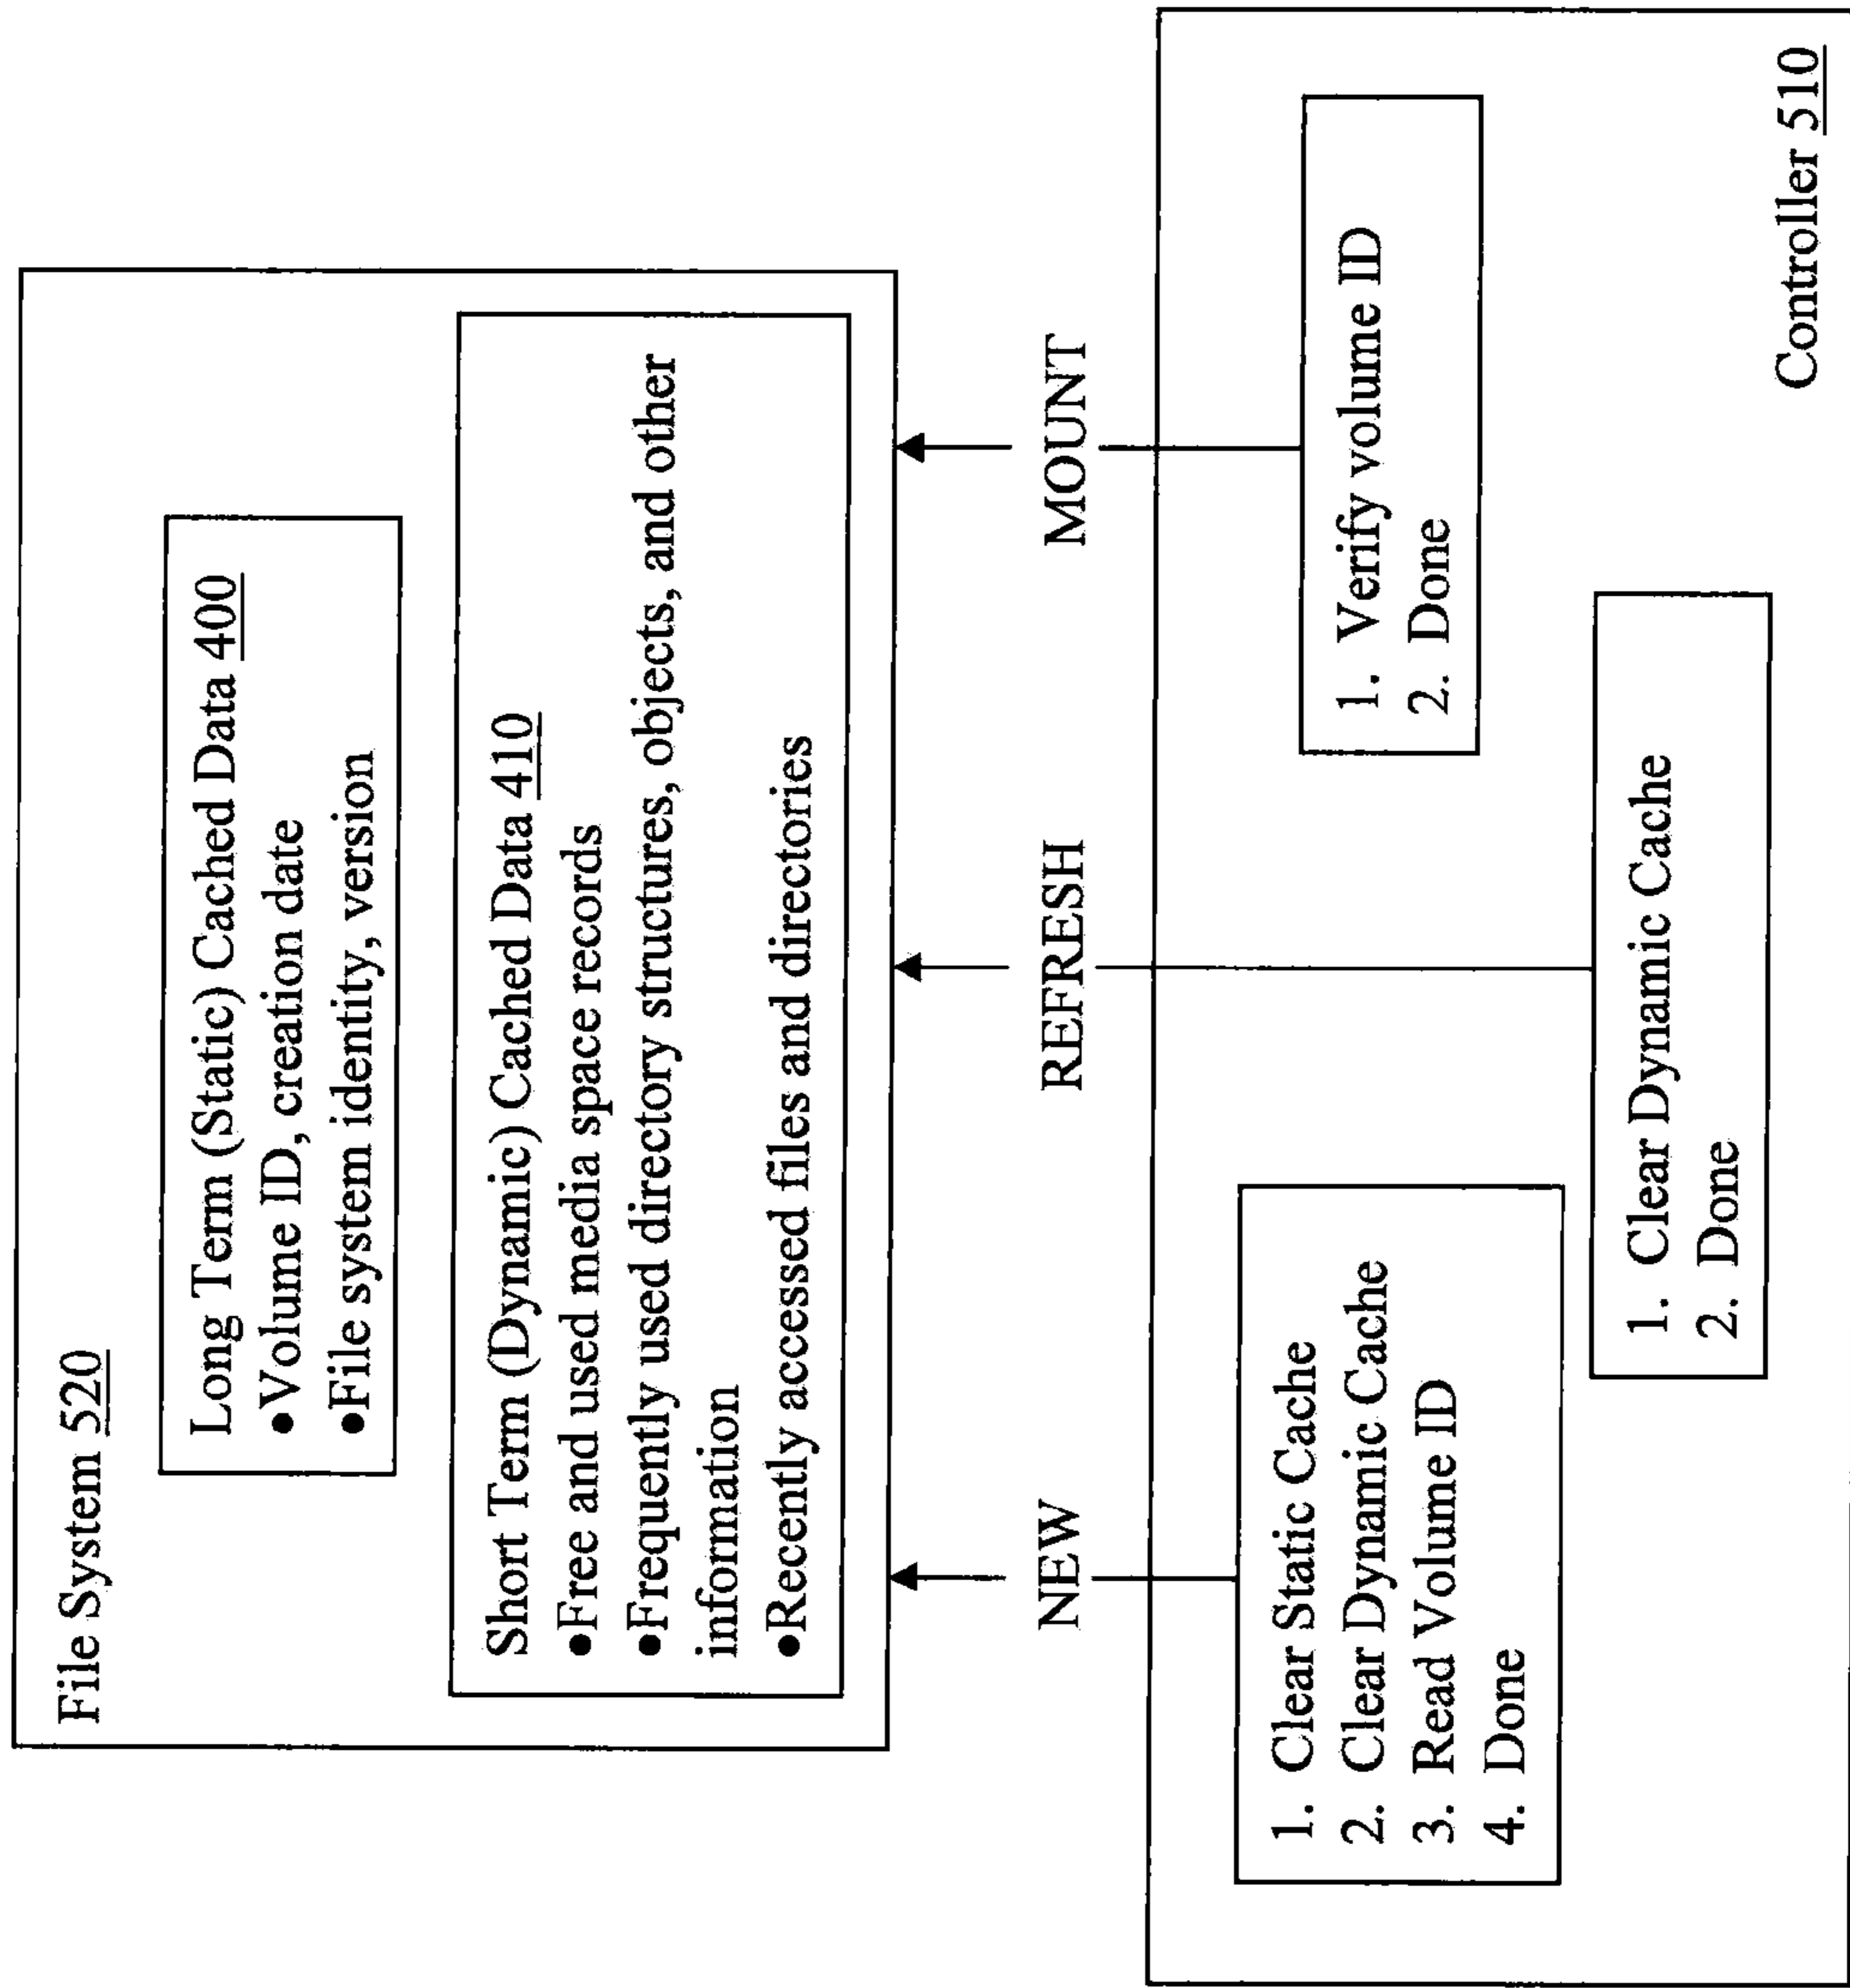 File System 520
Long Term (Static) Cached Data 400
•Volume ID, creation date
•File system identity, version
Short Term (Dynamic) Cached Data 410
•Free and used media space records
•Frequently used directory structures, objects, and other
information
•Recently accessed files and directories
NEW
REFRESH
MOUNT
1. Clear Static Cache
2. Clear Dynamic Cache
3. Read Volume ID
4. Done
1. Clear Dynamic Cache
2. Done
1. Verify volume ID
2. Done
Controller 510